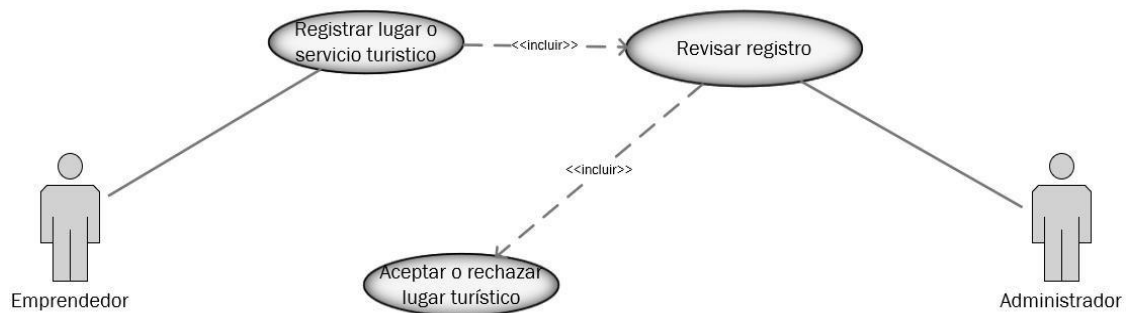 Registrar lugar o
servicio turistico
<<incluir>>
Revisar registro
<<incluir>>
Aceptar o rechazar
lugar turístico
Emprendedor
Administrador